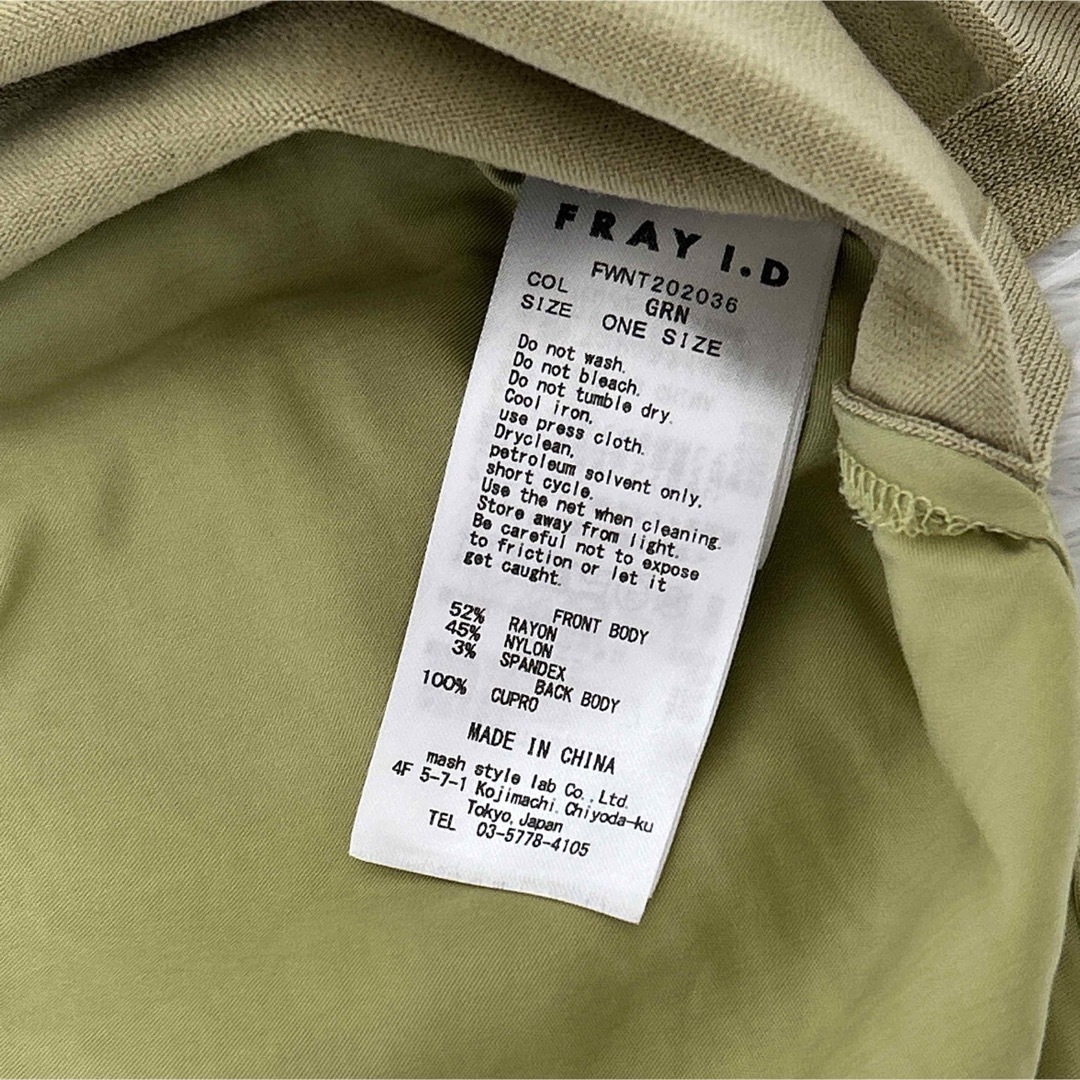 FRAY I.D
FWNT202036
COL GRN
SIZE ONE SIZE
Do not wash.
Do not bleach.
Do not tumble dry.
Cool iron,
use press cloth.
Dryclean,
petroleum solvent only,
short cycle.
Use the net when cleaning.
Store away from light.
Be careful not to expose
to friction or let it
get caught.
FRONT BODY
52% RAYON
45% NYLON
3% SPANDEX
BACK BODY
100% CUPRO
MADE IN CHINA
mash style lab Co., Ltd.
4F 5-7-1 Kojimachi. Chiyoda-ku
Tokyo, Japan
TEL 03-5778-4105